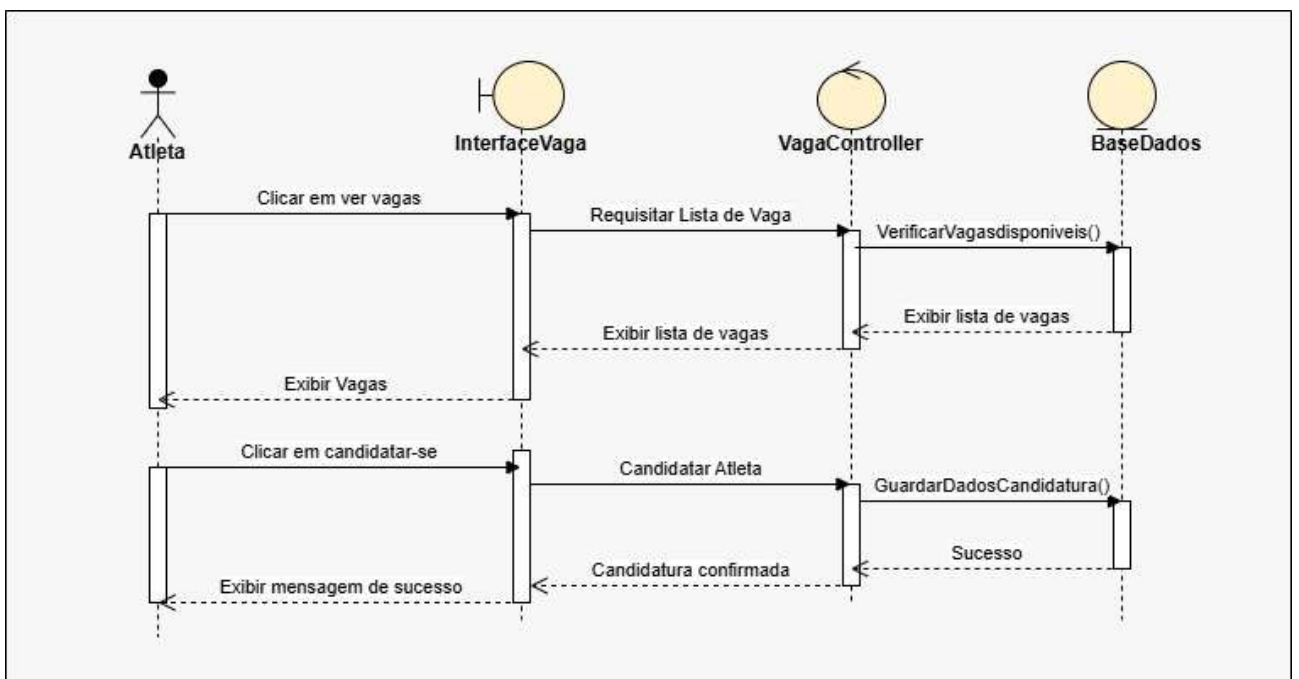 Atleta
InterfaceVaga
VagaController
BaseDados
Clicar em ver vagas
Requisitar Lista de Vaga
VerificarVagasdisponiveis()
Exibir lista de vagas
Exibir lista de vagas
Exibir Vagas
Clicar em candidatar-se
Candidatar Atleta
GuardarDadosCandidatura()
Sucesso
Candidatura confirmada
Exibir mensagem de sucesso